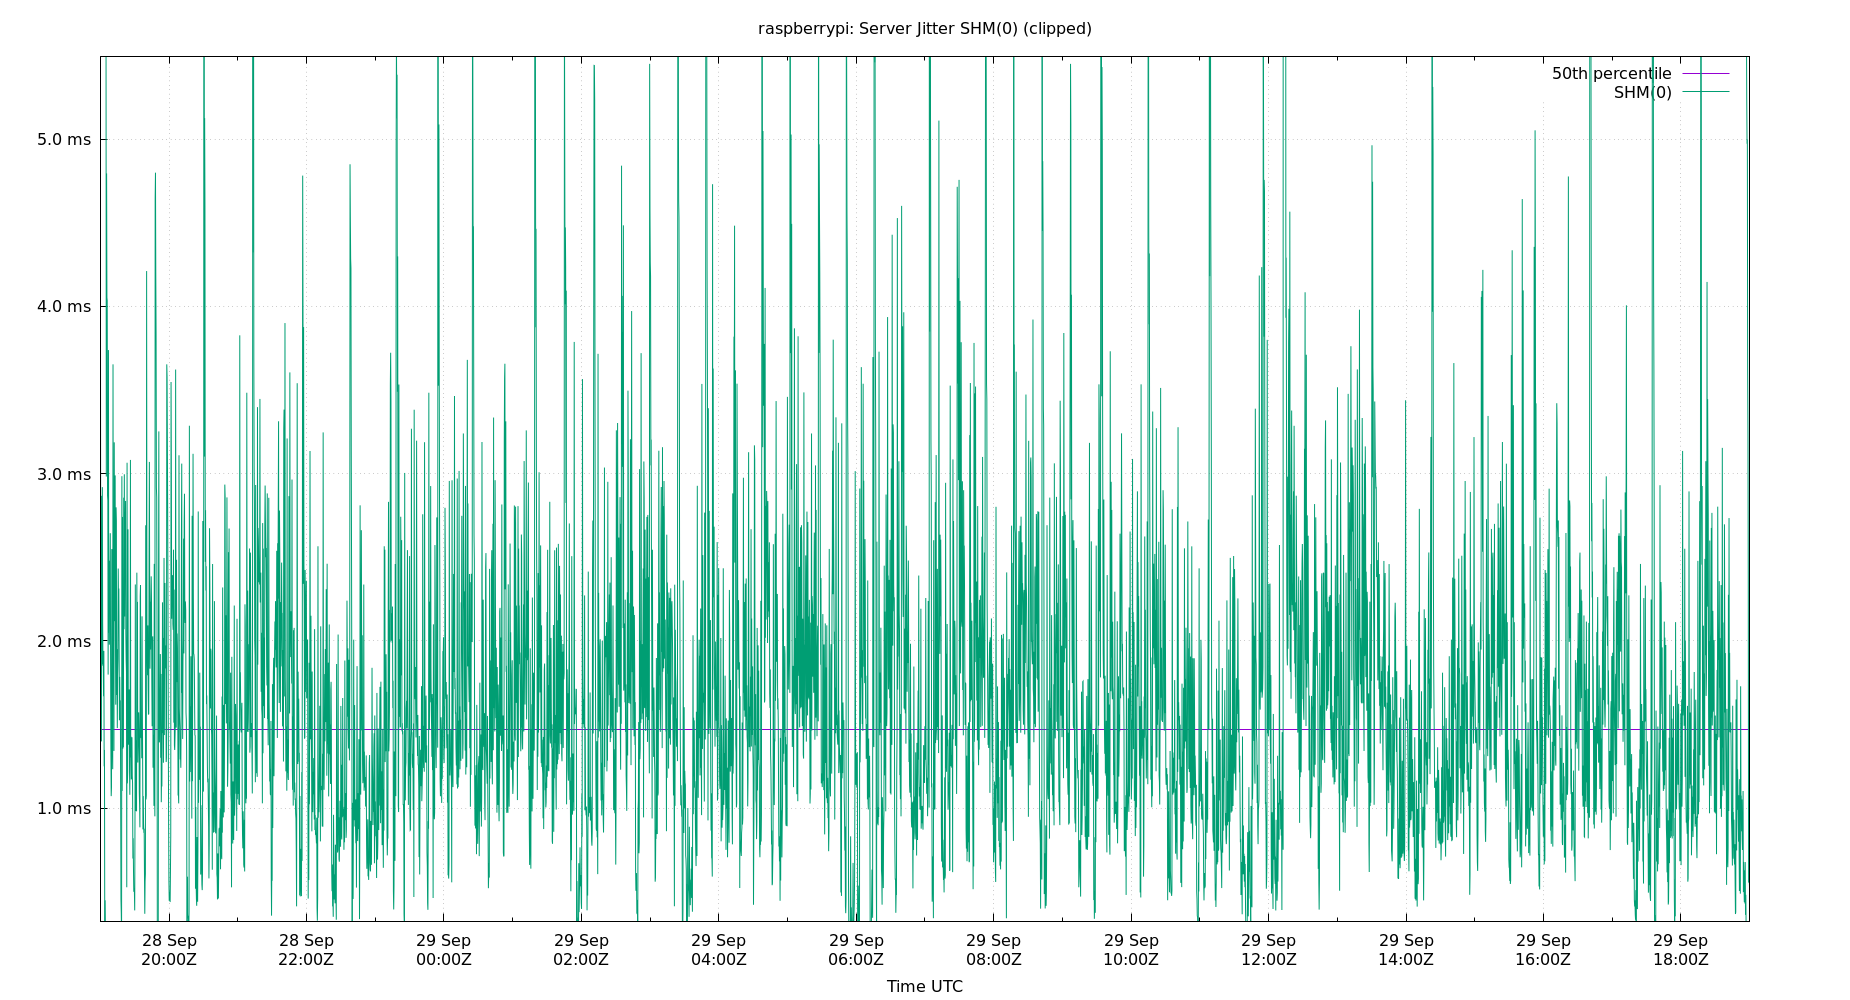 raspberrypi: Server Jitter SHM(0) (clipped)
50th percentile
SHM(0)
5.0 ms
4.0 ms
3.0 ms
2.0 ms
1.0 ms
28 Sep 28 Sep 29 Sep 29 Sep 29 Sep 29 Sep 29 Sep 29 Sep 29 Sep 29 Sep 29 Sep 29 Sep
20:00Z 22:00Z 00:00Z 02:00Z 04:00Z 06:00Z 08:00Z 10:00Z 12:00Z 14:00Z 16:00Z 18:00Z
Time UTC